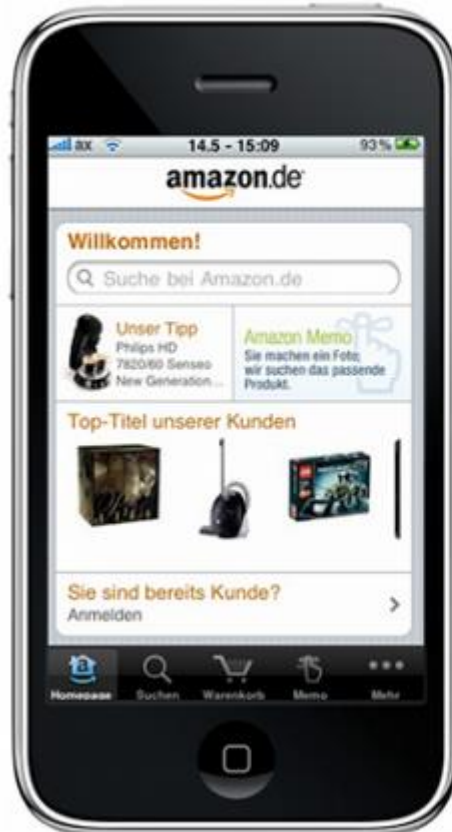 ax 14.5 - 15:09 93%
amazon.de
Willkommen!
Suche bei Amazon.de
Unser Tipp
Philips HD
7820/60 Senseo
New Generation...
Amazon Memo
Sie machen ein Foto;
wir suchen das passende
Produkt.
Top-Titel unserer Kunden
Sie sind bereits Kunde?
Anmelden
Homepage Suchen Warenkorb Memo Mehr